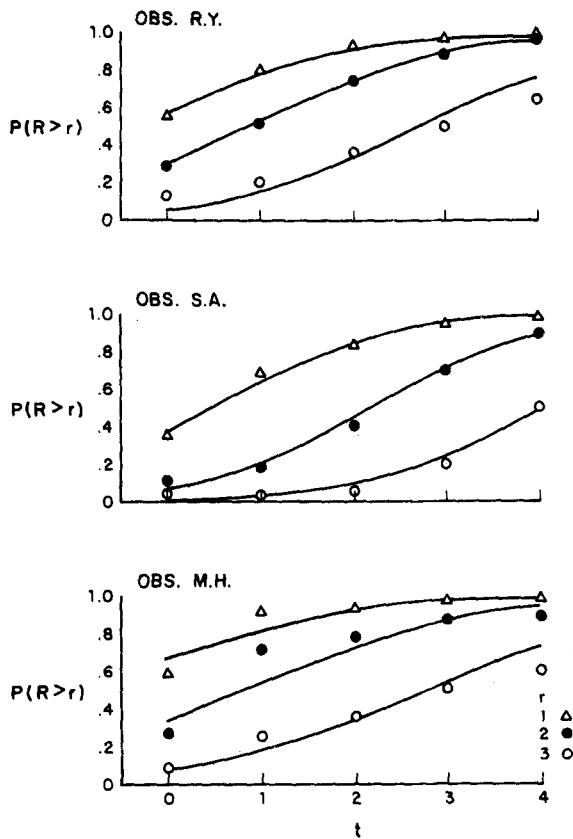 OBS. R.Y.
P(R>r)
1.0
.8
.6
.4
.2
0
OBS. S.A.
P(R>r)
1.0
.8
.6
.4
.2
0
OBS. M.H.
P(R>r)
1.0
.8
.6
.4
.2
0
r
1 △
2 ●
3 ○
0 1 2 3 4
t